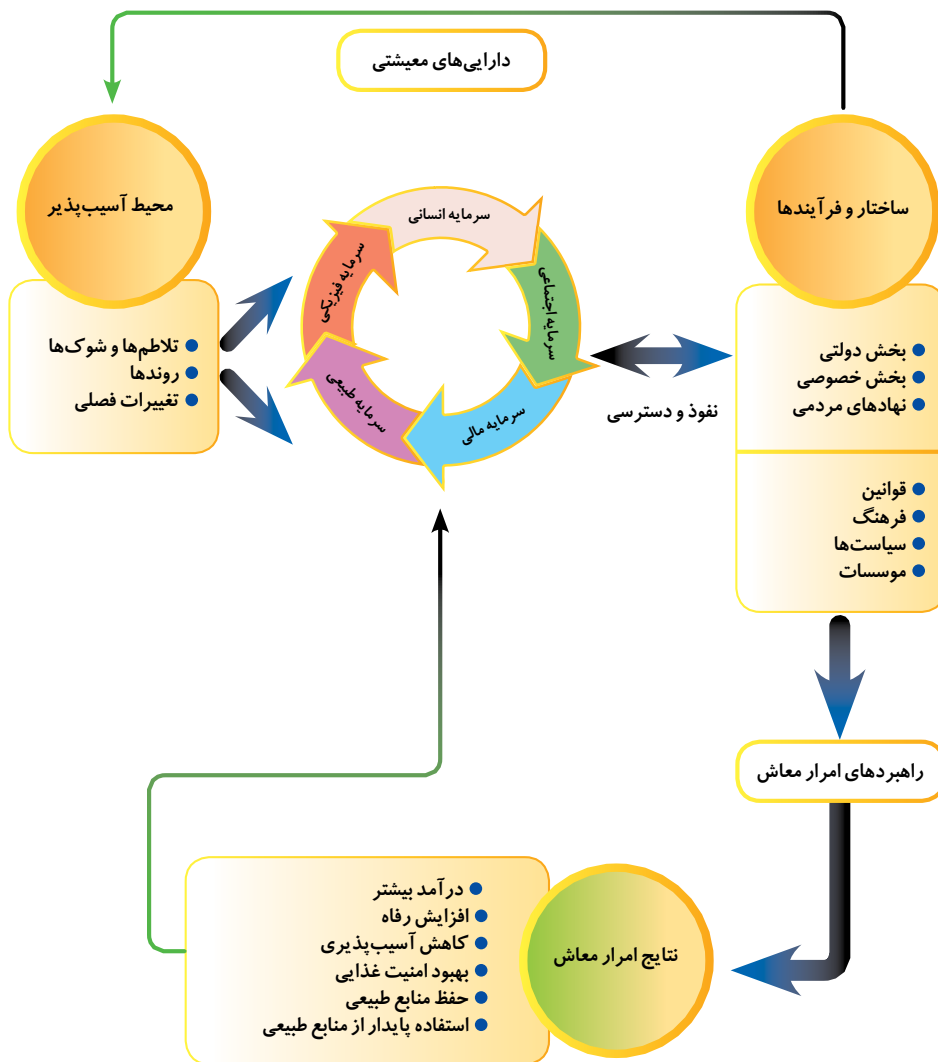 دارایی‌های معیشتی
ساختار و فرآیندها
بخش دولتی
بخش خصوصی
نهادهای مردمی
قوانین
فرهنگ
سیاست‌ها
موسسات
نفوذ و دسترسی
سرمایه انسانی
سرمایه اجتماعی
سرمایه مالی
سرمایه طبیعی
سرمایه فیزیکی
محیط آسیب‌پذیر
تلاطم‌ها و شوک‌ها
روندها
تغییرات فصلی
راهبردهای امرار معاش
نتایج امرار معاش
درآمد بیشتر
افزایش رفاه
کاهش آسیب‌پذیری
بهبود امنیت غذایی
حفظ منابع طبیعی
استفاده پایدار از منابع طبیعی